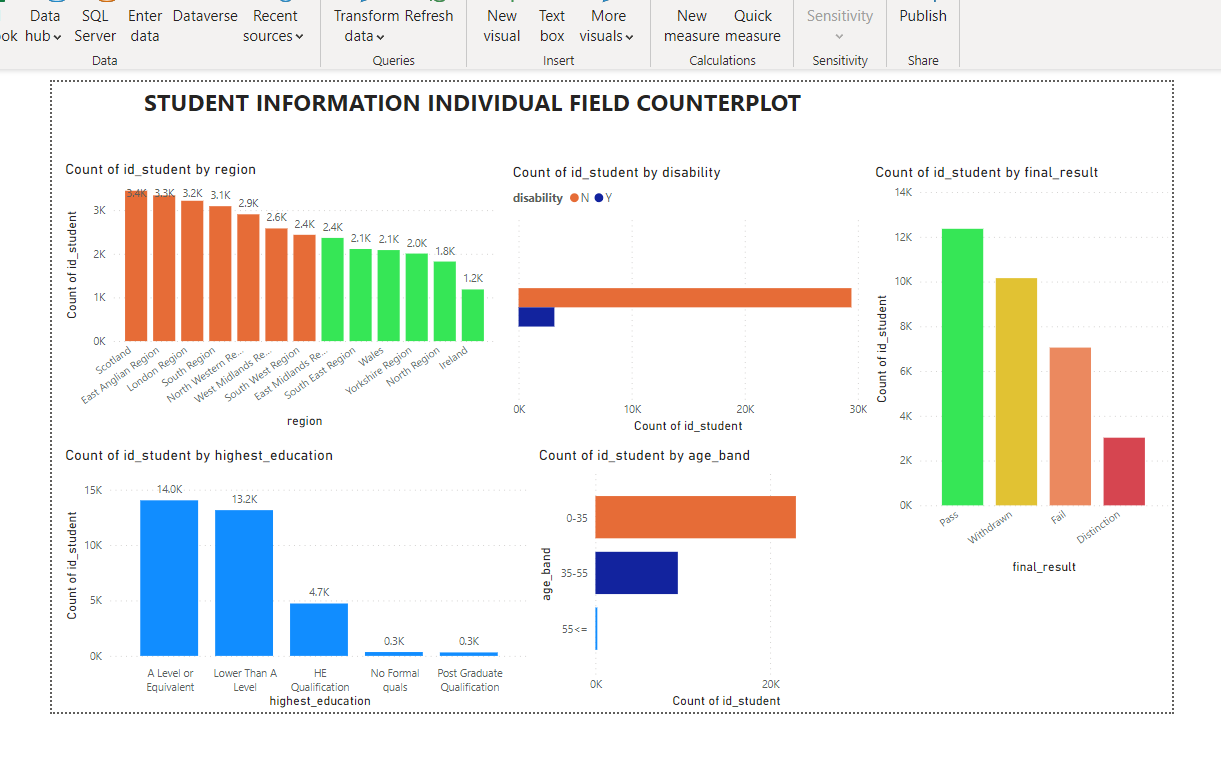 Data SQL Enter Dataverse Recent
ok hub Server data sources
Data
Transform Refresh
data
Queries
New Text More
visual box visuals
Insert
New Quick
measure measure
Calculations
Sensitivity
Sensitivity
Publish
Share
STUDENT INFORMATION INDIVIDUAL FIELD COUNTERPLOT
Count of id_student by region
3K
2K
1K
0K
Count of id_student
3.4K 3.3K 3.2K 3.1K 2.9K 2.6K 2.4K 2.4K 2.1K 2.1K 2.0K 1.8K 1.2K
Scotland
East Anglian Region
London Region
South Region
North Western Re...
West Midlands Re...
South West Region
East Midlands Re...
South East Region
Wales
Yorkshire Region
North Region
Ireland
region
Count of id_student by disability
disability N Y
0K 10K 20K 30K
Count of id_student
Count of id_student by final_result
14K
12K
10K
8K
6K
4K
2K
0K
Count of id_student
Pass
Withdrawn
Fail
Distinction
final_result
Count of id_student by highest_education
15K
10K
5K
0K
Count of id_student
14.0K 13.2K 4.7K 0.3K 0.3K
A Level or Lower Than A HE No Formal Post Graduate
Equivalent Level Qualification quals Qualification
highest_education
Count of id_student by age_band
age_band
0-35
35-55
55<=
0K 20K
Count of id_student